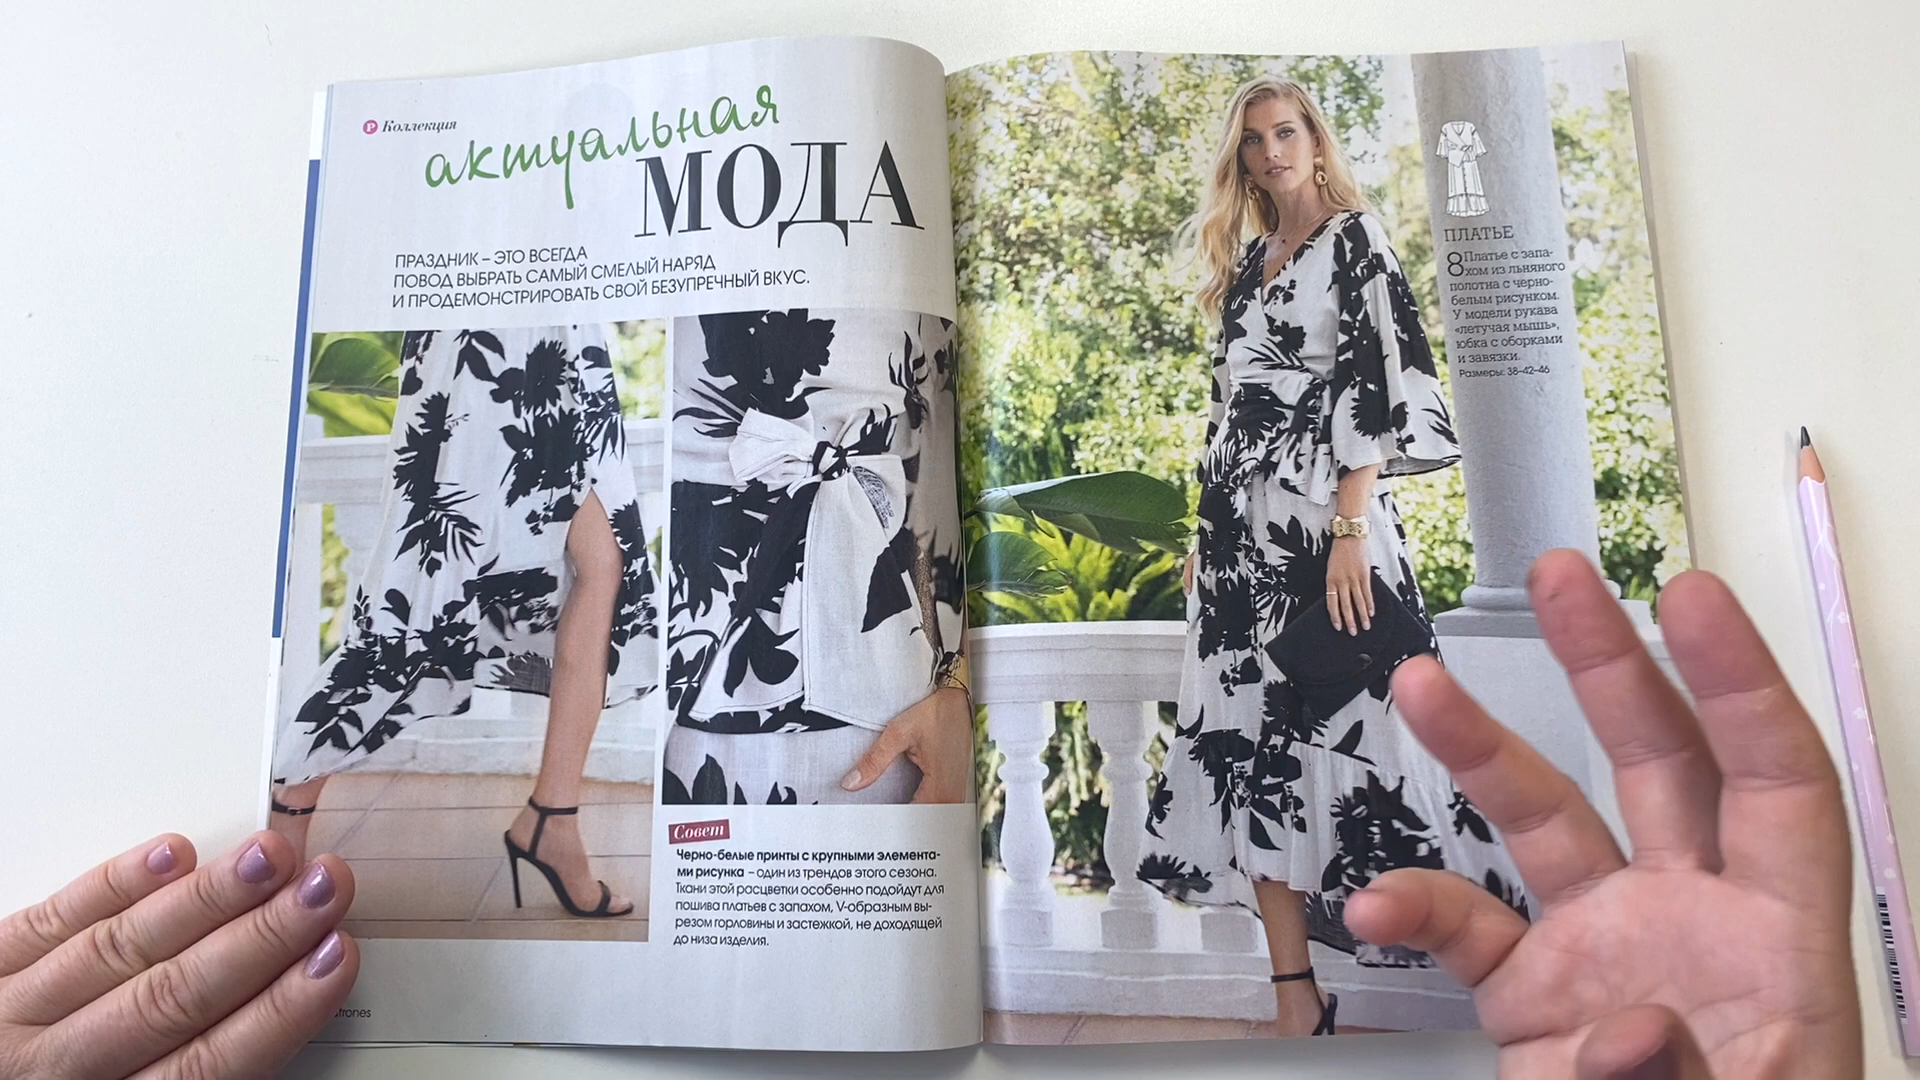 Коллекция
актуальная
МОДА
ПРАЗДНИК – ЭТО ВСЕГДА
ПОВОД ВЫБРАТЬ САМЫЙ СМЕЛЫЙ НАРЯД
И ПРОДЕМОНСТРИРОВАТЬ СВОЙ БЕЗУПРЕЧНЫЙ ВКУС.
Совет
Черно-белые принты с крупными элемента-
ми рисунка – один из трендов этого сезона.
Ткани этой расцветки особенно подойдут для
пошива платьев с запахом, V-образным вы-
резом горловины и застежкой, не доходящей
до низа изделия.
ПЛАТЬЕ
8 Платье с запа-
хом из льняного
полотна с черно-
белым рисунком.
У модели рукава
«летучая мышь»,
юбка с оборками
и завязки.
Размеры: 38-42-46